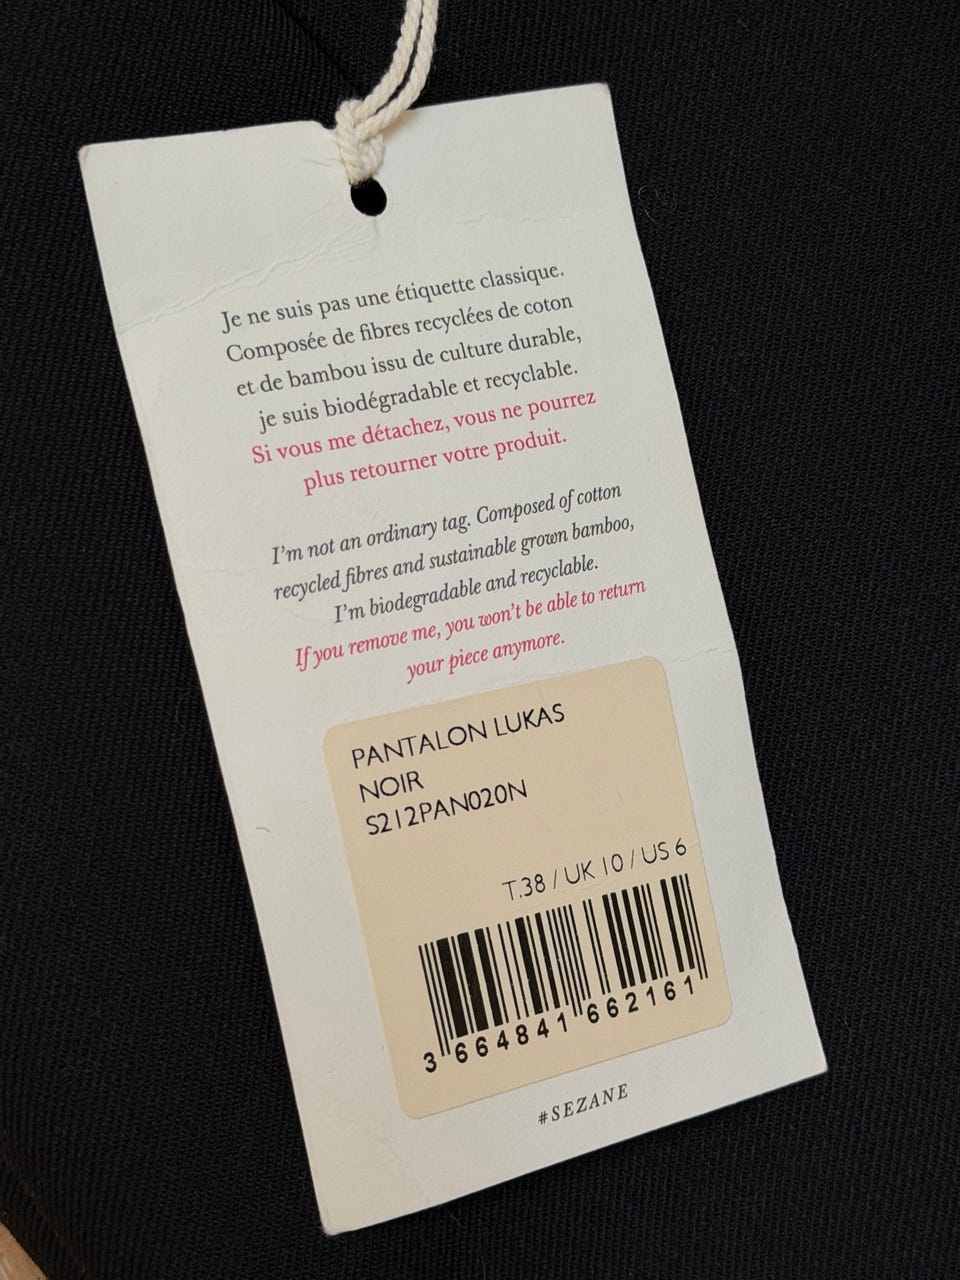 Je ne suis pas une étiquette classique.
Composée de fibres recyclées de coton
et de bambou issu de culture durable,
je suis biodégradable et recyclable.
Si vous me détachez, vous ne pourrez
plus retourner votre produit.
I'm not an ordinary tag. Composed of cotton
recycled fibres and sustainable grown bamboo,
I'm biodegradable and recyclable.
If you remove me, you won't be able to return
your piece anymore.
PANTALON LUKAS
NOIR
S212PAN020N
T.38 / UK 10 / US 6
3 664841 662161
#SEZANE